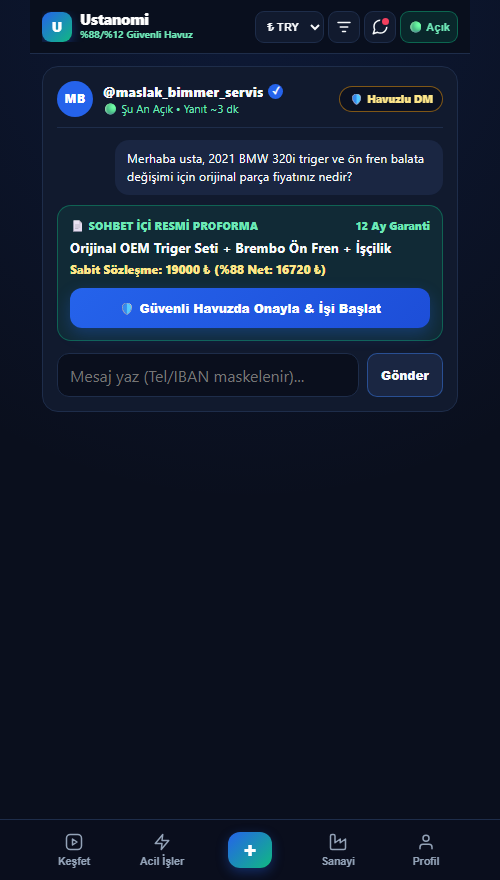 U
Ustanomi
%88/%12 Güvenli Havuz
₺ TRY
Açık
MB
@maslak_bimmer_servis
Şu An Açık • Yanıt ~3 dk
Havuzlu DM
Merhaba usta, 2021 BMW 320i triger ve ön fren balata
değişimi için orijinal parça fiyatınız nedir?
SOHBET İÇİ RESMİ PROFORMA
12 Ay Garanti
Orijinal OEM Triger Seti + Brembo Ön Fren + İşçilik
Sabit Sözleşme: 19000 ₺ (%88 Net: 16720 ₺)
Güvenli Havuzda Onayla & İşi Başlat
Mesaj yaz (Tel/IBAN maskelenir)...
Gönder
Keşfet
Acil İşler
+
Sanayi
Profil